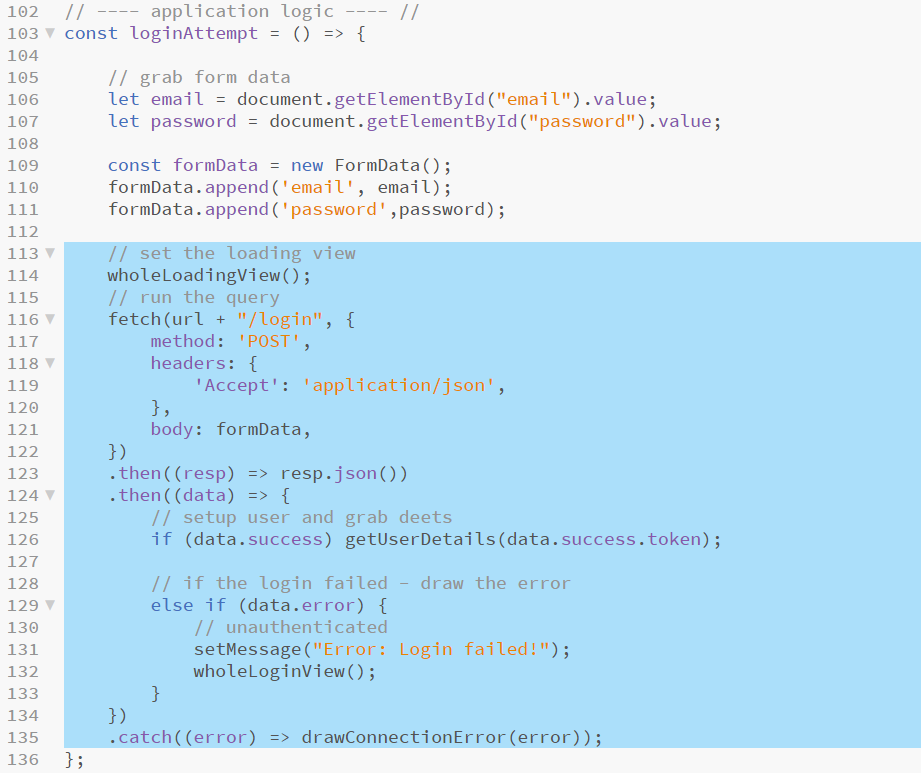 102 // ---- application logic ---- //
103 const loginAttempt = () => {
104
105     // grab form data
106     let email = document.getElementById("email").value;
107     let password = document.getElementById("password").value;
108
109     const formData = new FormData();
110     formData.append('email', email);
111     formData.append('password',password);
112
113     // set the loading view
114     wholeLoadingView();
115     // run the query
116     fetch(url + "/login", {
117         method: 'POST',
118         headers: {
119             'Accept': 'application/json',
120         },
121         body: formData,
122     })
123     .then((resp) => resp.json())
124     .then((data) => {
125         // setup user and grab deets
126         if (data.success) getUserDetails(data.success.token);
127
128         // if the login failed - draw the error
129         else if (data.error) {
130             // unauthenticated
131             setMessage("Error: Login failed!");
132             wholeLoginView();
133         }
134     })
135     .catch((error) => drawConnectionError(error));
136 };